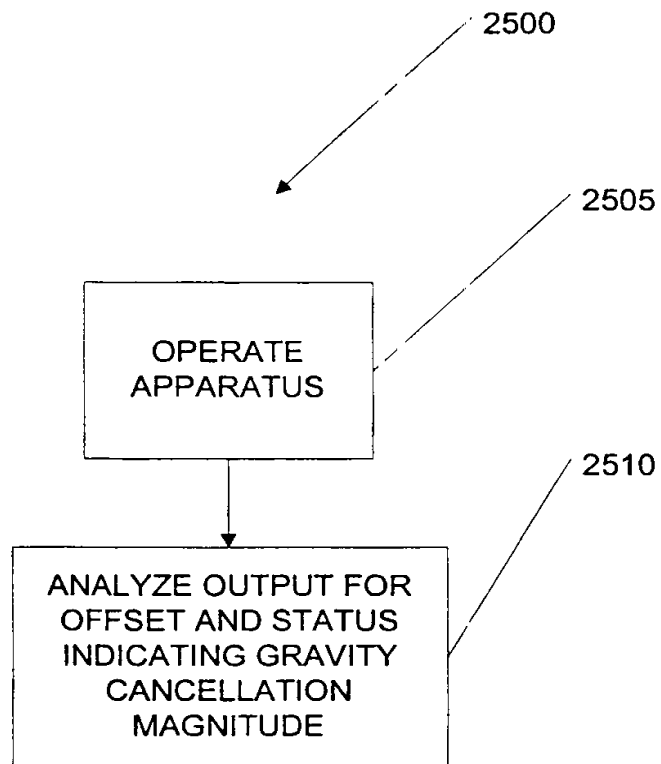 2500
2505
OPERATE
APPARATUS
2510
ANALYZE OUTPUT FOR
OFFSET AND STATUS
INDICATING GRAVITY
CANCELLATION
MAGNITUDE